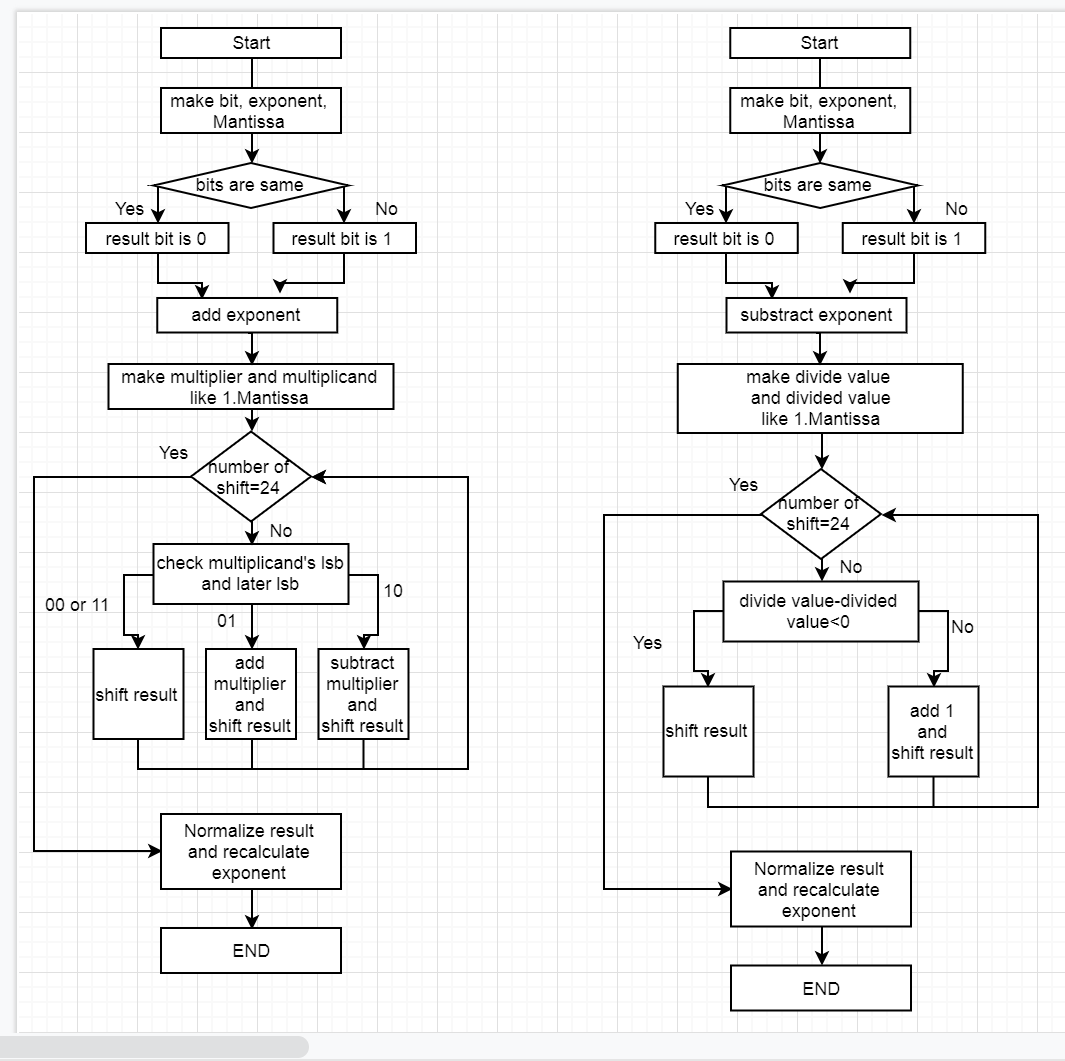 Start
make bit, exponent,
Mantissa
bits are same
Yes
No
result bit is 0
result bit is 1
add exponent
make multiplier and multiplicand
like 1.Mantissa
Yes
number of
shift=24
No
check multiplicand's lsb
and later lsb
00 or 11
01
10
shift result
add
multiplier
and
shift result
subtract
multiplier
and
shift result
Normalize result
and recalculate
exponent
END
Start
make bit, exponent,
Mantissa
bits are same
Yes
No
result bit is 0
result bit is 1
substract exponent
make divide value
and divided value
like 1.Mantissa
Yes
number of
shift=24
No
divide value-divided
value<0
Yes
No
shift result
add 1
and
shift result
Normalize result
and recalculate
exponent
END